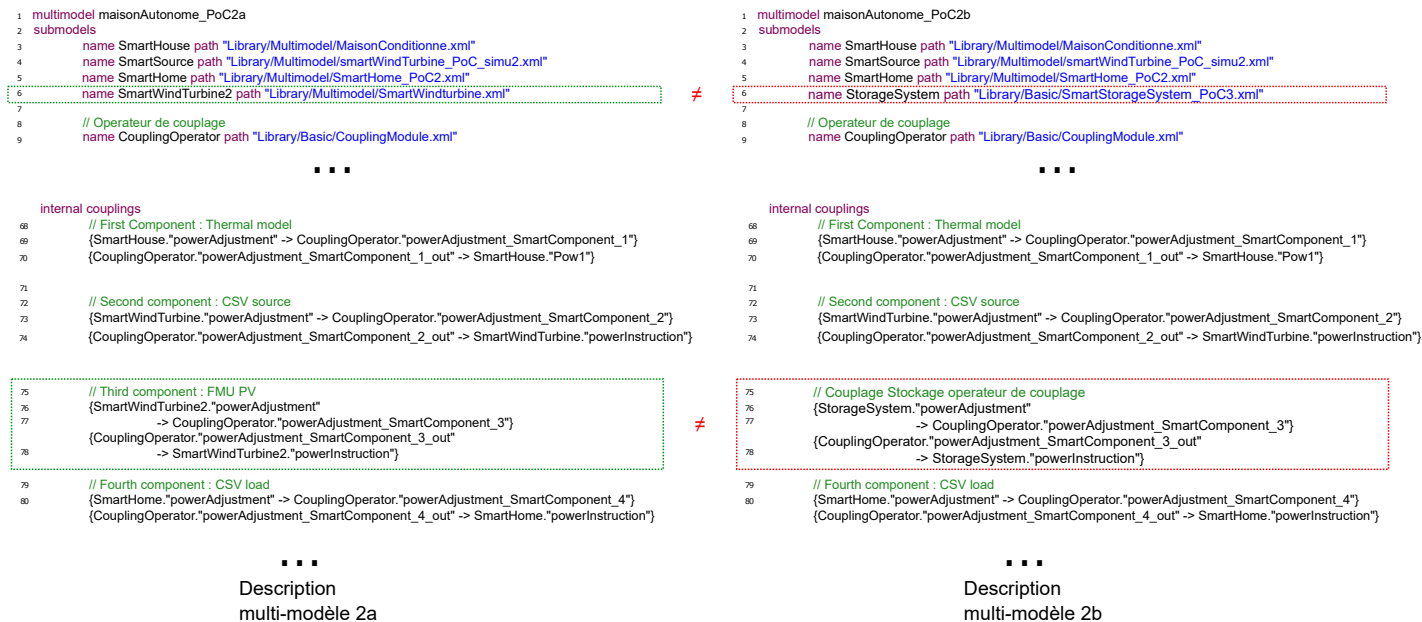 1 multimodel maisonAutonome_PoC2a
2 submodels
3 name SmartHouse path "Library/Multimodel/MaisonConditionne.xml"
4 name SmartSource path "Library/Multimodel/smartWindTurbine_PoC_simu2.xml"
5 name SmartHome path "Library/Multimodel/SmartHome_PoC2.xml"
6 name SmartWindTurbine2 path "Library/Multimodel/SmartWindturbine.xml"
7
8 // Operateur de couplage
9 name CouplingOperator path "Library/Basic/CouplingModule.xml"
...
internal couplings
68 // First Component : Thermal model
69 {SmartHouse."powerAdjustment" -> CouplingOperator."powerAdjustment_SmartComponent_1"}
70 {CouplingOperator."powerAdjustment_SmartComponent_1_out" -> SmartHouse."Pow1"}
71
72 // Second component : CSV source
73 {SmartWindTurbine."powerAdjustment" -> CouplingOperator."powerAdjustment_SmartComponent_2"}
74 {CouplingOperator."powerAdjustment_SmartComponent_2_out" -> SmartWindTurbine."powerInstruction"}
75 // Third component : FMU PV
76 {SmartWindTurbine2."powerAdjustment"
77 -> CouplingOperator."powerAdjustment_SmartComponent_3"}
{CouplingOperator."powerAdjustment_SmartComponent_3_out"
78 -> SmartWindTurbine2."powerInstruction"}
79 // Fourth component : CSV load
80 {SmartHome."powerAdjustment" -> CouplingOperator."powerAdjustment_SmartComponent_4"}
{CouplingOperator."powerAdjustment_SmartComponent_4_out" -> SmartHome."powerInstruction"}
...
Description
multi-modèle 2a
≠
≠
1 multimodel maisonAutonome_PoC2b
2 submodels
3 name SmartHouse path "Library/Multimodel/MaisonConditionne.xml"
4 name SmartSource path "Library/Multimodel/smartWindTurbine_PoC_simu2.xml"
5 name SmartHome path "Library/Multimodel/SmartHome_PoC2.xml"
6 name StorageSystem path "Library/Basic/SmartStorageSystem_PoC3.xml"
7
8 // Operateur de couplage
9 name CouplingOperator path "Library/Basic/CouplingModule.xml"
...
internal couplings
68 // First Component : Thermal model
69 {SmartHouse."powerAdjustment" -> CouplingOperator."powerAdjustment_SmartComponent_1"}
70 {CouplingOperator."powerAdjustment_SmartComponent_1_out" -> SmartHouse."Pow1"}
71
72 // Second component : CSV source
73 {SmartWindTurbine."powerAdjustment" -> CouplingOperator."powerAdjustment_SmartComponent_2"}
74 {CouplingOperator."powerAdjustment_SmartComponent_2_out" -> SmartWindTurbine."powerInstruction"}
75 // Couplage Stockage operateur de couplage
76 {StorageSystem."powerAdjustment"
77 -> CouplingOperator."powerAdjustment_SmartComponent_3"}
{CouplingOperator."powerAdjustment_SmartComponent_3_out"
78 -> StorageSystem."powerInstruction"}
79 // Fourth component : CSV load
80 {SmartHome."powerAdjustment" -> CouplingOperator."powerAdjustment_SmartComponent_4"}
{CouplingOperator."powerAdjustment_SmartComponent_4_out" -> SmartHome."powerInstruction"}
...
Description
multi-modèle 2b